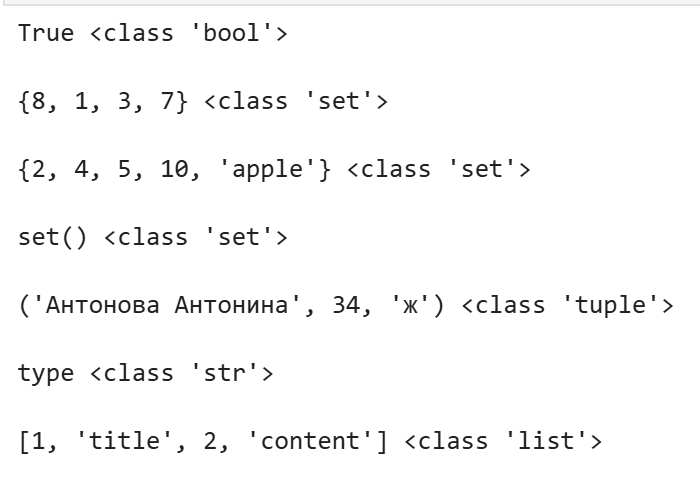 True <class 'bool'>
{8, 1, 3, 7} <class 'set'>
{2, 4, 5, 10, 'apple'} <class 'set'>
set() <class 'set'>
('Антонова Антонина', 34, 'ж') <class 'tuple'>
type <class 'str'>
[1, 'title', 2, 'content'] <class 'list'>